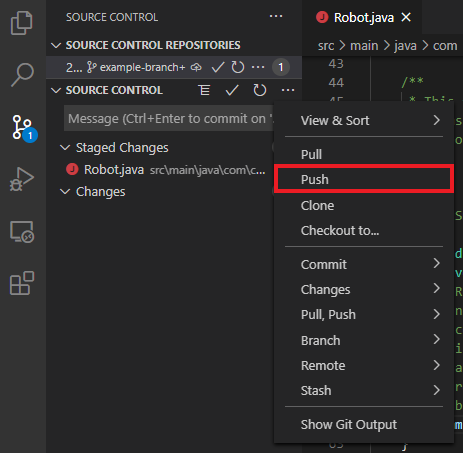 SOURCE CONTROL
Robot.java
SOURCE CONTROL REPOSITORIES
src > main > java > com
2... example-branch+ 1
43
SOURCE CONTROL
44 /**
45 * This
Message (Ctrl+Enter to commit on '
View & Sort
1
Staged Changes
Pull
Robot.java src\main\java\com\c...
Push
Changes
Clone
Checkout to...
Commit
Changes
Pull, Push
Branch
Remote
Stash
Show Git Output
63 }